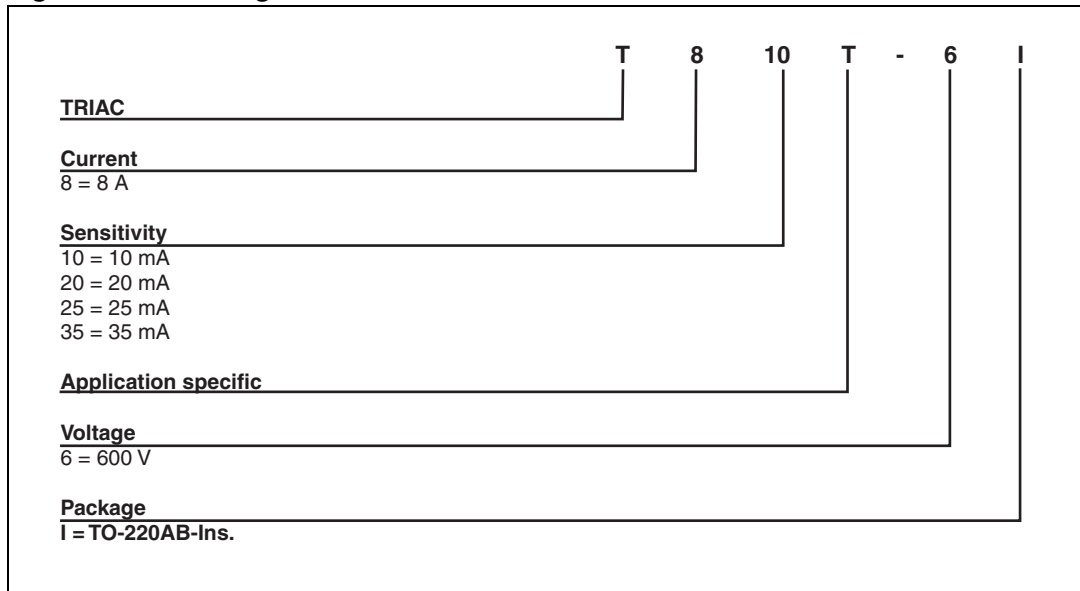 T 8 10 T - 6 I
TRIAC
Current
8 = 8 A
Sensitivity
10 = 10 mA
20 = 20 mA
25 = 25 mA
35 = 35 mA
Application specific
Voltage
6 = 600 V
Package
I = TO-220AB-Ins.